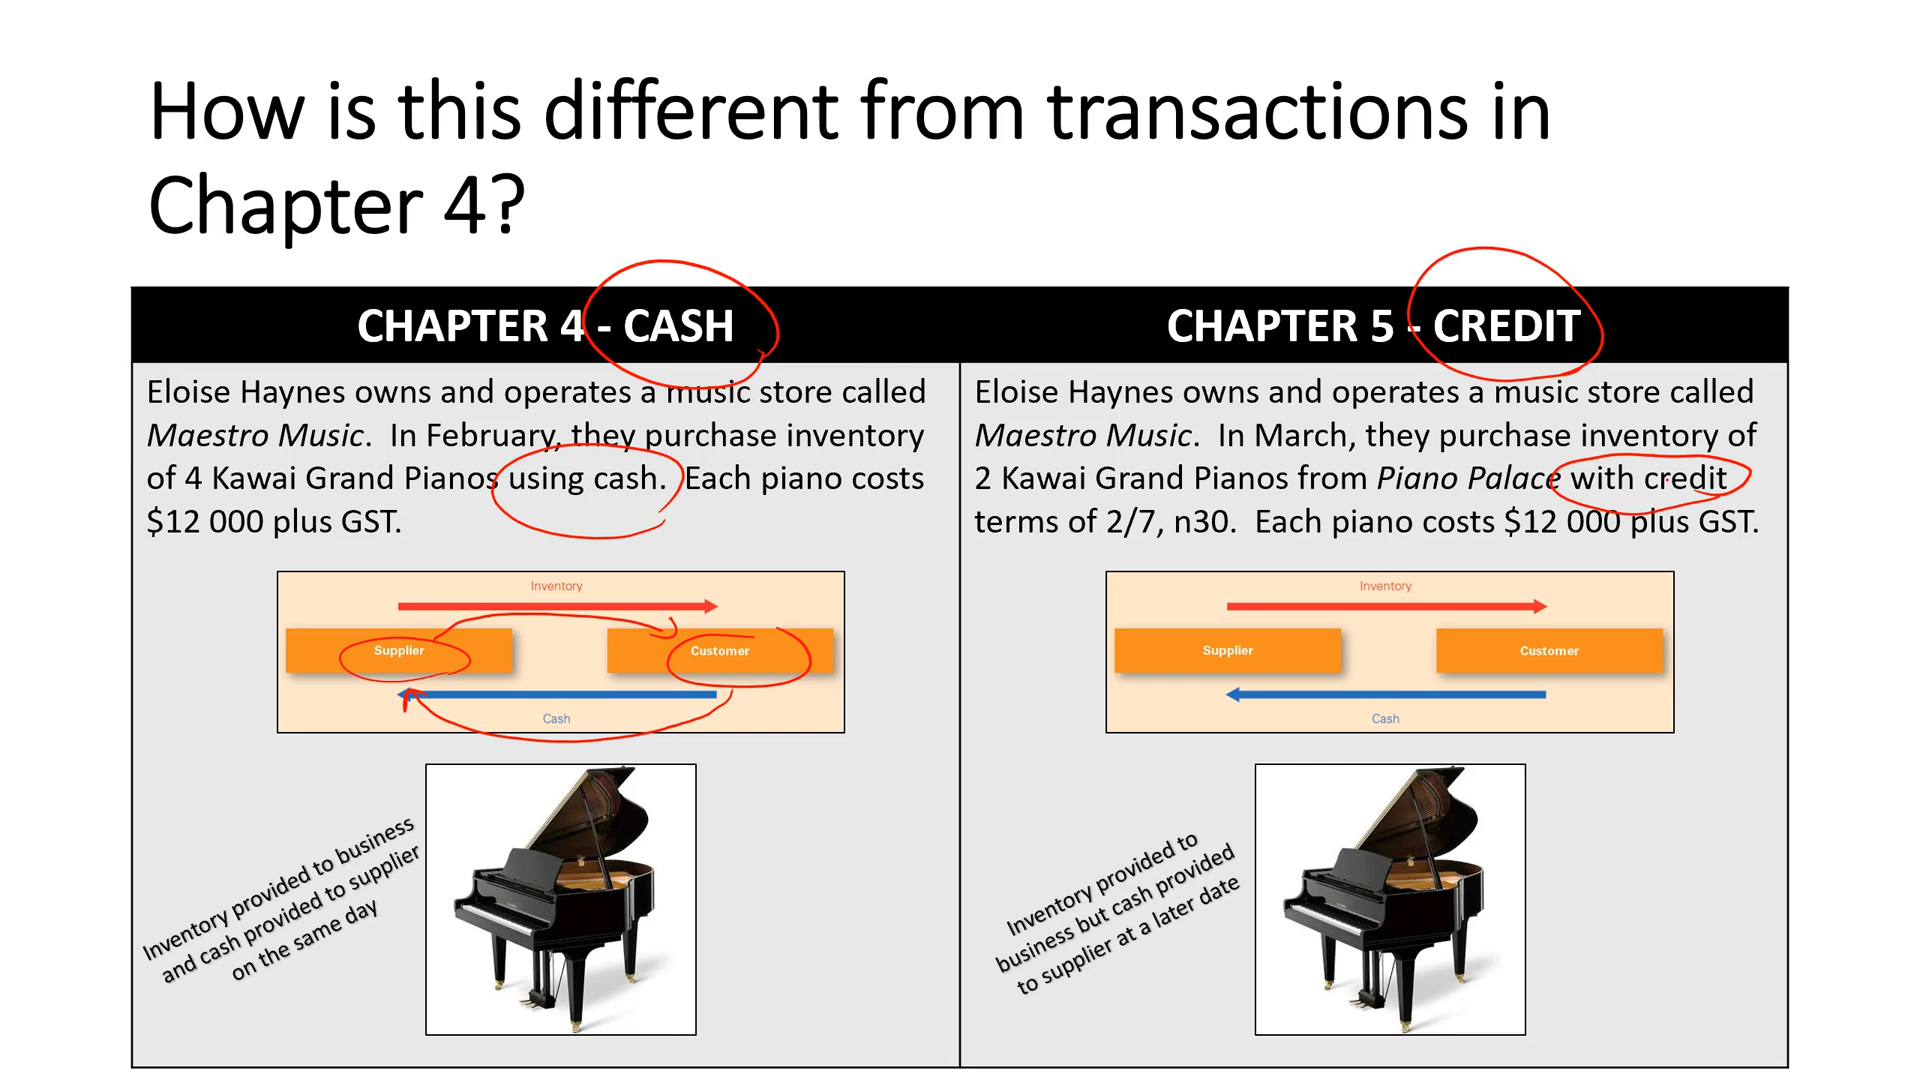 How is this different from transactions in
Chapter 4?
CHAPTER 4 - CASH
Eloise Haynes owns and operates a music store called
Maestro Music. In February, they purchase inventory
of 4 Kawai Grand Pianos using cash. Each piano costs
$12 000 plus GST.
Inventory
Supplier
Customer
Cash
Inventory provided to business
and cash provided to supplier
on the same day
CHAPTER 5 - CREDIT
Eloise Haynes owns and operates a music store called
Maestro Music. In March, they purchase inventory of
2 Kawai Grand Pianos from Piano Palace with credit
terms of 2/7, n30. Each piano costs $12 000 plus GST.
Inventory
Supplier
Customer
Cash
Inventory provided to
business but cash provided
to supplier at a later date